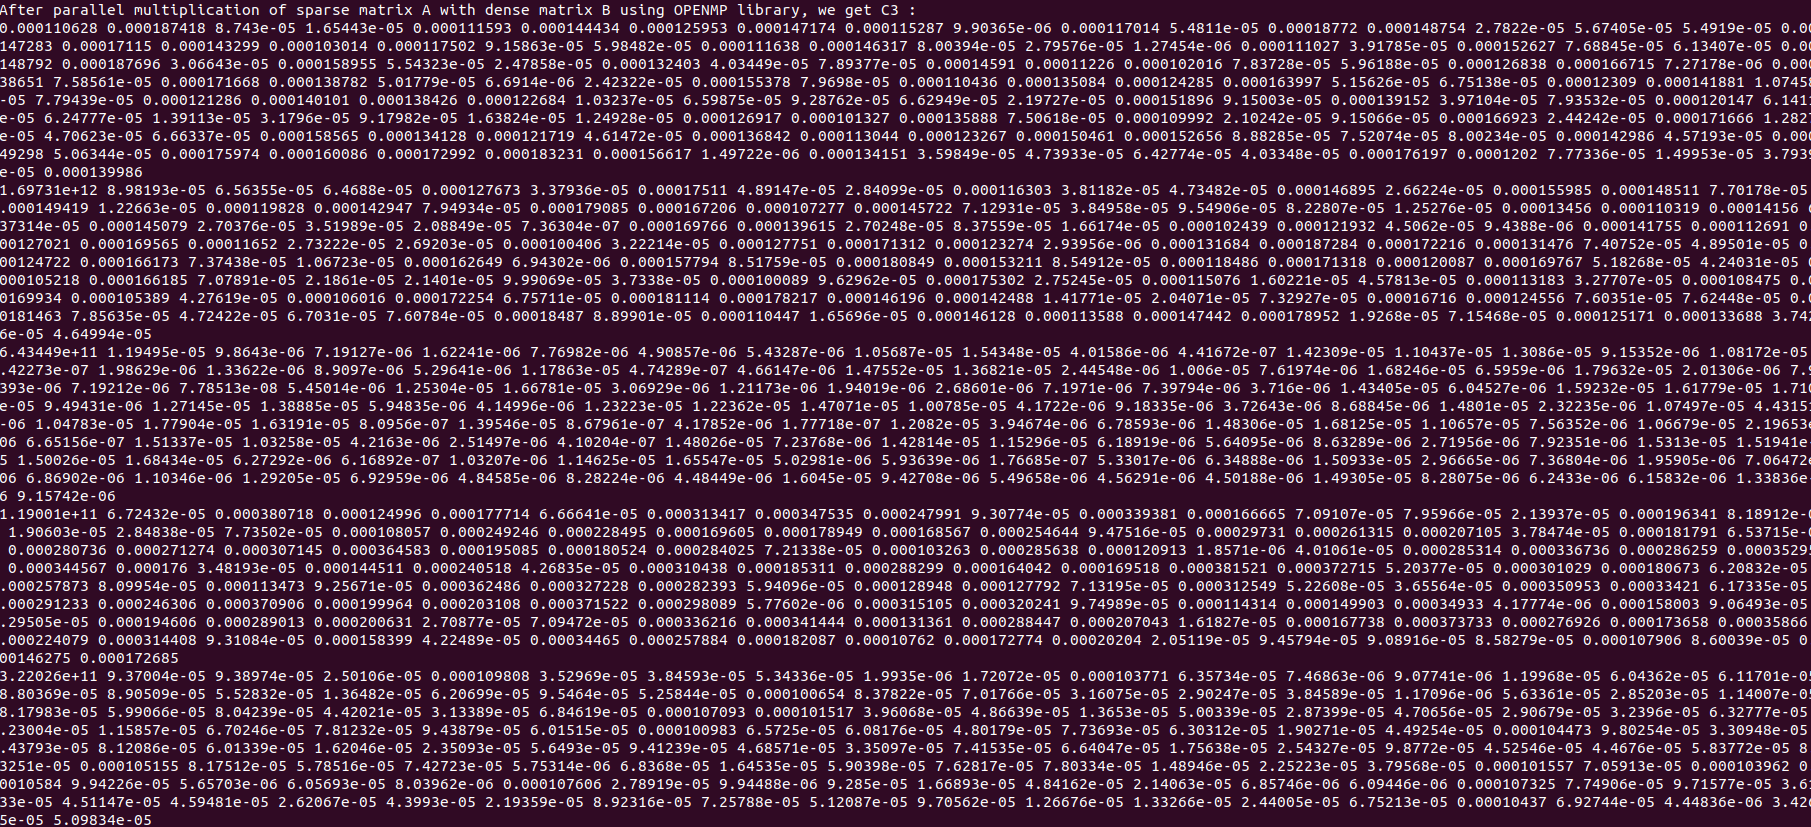 After parallel multiplication of sparse matrix A with dense matrix B using OPENMP library, we get C3 :
0.000110628 0.000187418 8.743e-05 1.65443e-05 0.000111593 0.000144434 0.000125953 0.000147174 0.000115287 9.90365e-06 0.000117014 5.4811e-05 0.00018772 0.000148754 2.7822e-05 5.67405e-05 5.4919e-05 0.00
147283 0.00017115 0.000143299 0.000103014 0.000117502 9.15863e-05 5.98482e-05 0.000111638 0.000146317 8.00394e-05 2.79576e-05 1.27454e-06 0.000111027 3.91785e-05 0.000152627 7.68845e-05 6.13407e-05 0.00
148792 0.000187696 3.06643e-05 0.000158955 5.54323e-05 2.47858e-05 0.000132403 4.03449e-05 7.89377e-05 0.00014591 0.00011226 0.000102016 7.83728e-05 5.96188e-05 0.000126838 0.000166715 7.27178e-06 0.000
38651 7.58561e-05 0.000171668 0.000138782 5.01779e-05 6.6914e-06 2.42322e-05 0.000155378 7.9698e-05 0.000110436 0.000135084 0.000124285 0.000163997 5.15626e-05 6.75138e-05 0.00012309 0.000141881 1.0745
-05 7.79439e-05 0.000121286 0.000140101 0.000138426 0.000122684 1.03237e-05 6.59875e-05 9.28762e-05 6.62949e-05 2.19727e-05 0.000151896 9.15003e-05 0.000139152 3.97104e-05 7.93532e-05 0.000120147 6.141
e-05 6.24777e-05 1.39113e-05 3.1796e-05 9.17982e-05 1.63824e-05 1.24928e-05 0.000126917 0.000101327 0.000135888 7.50618e-05 0.000109992 2.10242e-05 9.15066e-05 0.000166923 2.44242e-05 0.000171666 1.282
e-05 4.70623e-05 6.66337e-05 0.000158565 0.000134128 0.000121719 4.61472e-05 0.000136842 0.000113044 0.000123267 0.000150461 0.000152656 8.88285e-05 7.52074e-05 8.00234e-05 0.000142986 4.57193e-05 0.000
49298 5.06344e-05 0.000175974 0.000160086 0.000172992 0.000183231 0.000156617 1.49722e-06 0.000134151 3.59849e-05 4.73933e-05 6.42774e-05 4.03348e-05 0.000176197 0.0001202 7.77336e-05 1.49953e-05 3.793
e-05 0.000139986
1.69731e+12 8.98193e-05 6.56355e-05 6.4688e-05 0.000127673 3.37936e-05 0.00017511 4.89147e-05 2.84099e-05 0.000116303 3.81182e-05 4.73482e-05 0.000146895 2.66224e-05 0.000155985 0.000148511 7.70178e-05
.000149419 1.22663e-05 0.000119828 0.000142947 7.94934e-05 0.000179085 0.000167206 0.000107277 0.000145722 7.12931e-05 3.84958e-05 9.54906e-05 8.22807e-05 1.25276e-05 0.00013456 0.000110319 0.00014156 6
37314e-05 0.000145079 2.70376e-05 3.51989e-05 2.08849e-05 7.36304e-07 0.000169766 0.000139615 2.70248e-05 8.37559e-05 1.66174e-05 0.000102439 0.000121932 4.5062e-05 9.4388e-06 0.000141755 0.000112691 0
00127021 0.000169565 0.00011652 2.73222e-05 2.69203e-05 0.000100406 3.22214e-05 0.000127751 0.000171312 0.000123274 2.93956e-06 0.000131684 0.000187284 0.000172216 0.000131476 7.40752e-05 4.89501e-05 0
00124722 0.000166173 7.37438e-05 1.06723e-05 0.000162649 6.94302e-06 0.000157794 8.51759e-05 0.000180849 0.000153211 8.54912e-05 0.000118486 0.000171318 0.000120087 0.000169767 5.18268e-05 4.24031e-05 0
000105218 0.000166185 7.07891e-05 2.1861e-05 2.1401e-05 9.99069e-05 3.7338e-05 0.000100089 9.62962e-05 0.000175302 2.75245e-05 0.000115076 1.60221e-05 4.57813e-05 0.000113183 3.27707e-05 0.000108475 0.
0169934 0.000105389 4.27619e-05 0.000106016 0.000172254 6.75711e-05 0.000181114 0.000178217 0.000146196 0.000142488 1.41771e-05 2.04071e-05 7.32927e-05 0.00016716 0.000124556 7.60351e-05 7.62448e-05 0.
0181463 7.85635e-05 4.72422e-05 6.7031e-05 7.60784e-05 0.00018487 8.89901e-05 0.000110447 1.65696e-05 0.000146128 0.000113588 0.000147442 0.000178952 1.9268e-05 7.15468e-05 0.000125171 0.000133688 3.74
6e-05 4.64994e-05
6.43449e+11 1.19495e-05 9.8643e-06 7.19127e-06 1.62241e-06 7.76982e-06 4.90857e-06 5.43287e-06 1.05687e-05 1.54348e-05 4.01586e-06 4.41672e-07 1.42309e-05 1.10437e-05 1.3086e-05 9.15352e-06 1.08172e-05
.42273e-07 1.98629e-06 1.33622e-06 8.9097e-06 5.29641e-06 1.17863e-05 4.74289e-07 4.66147e-06 1.47552e-05 1.36821e-05 2.44548e-06 1.006e-05 7.61974e-06 1.68246e-05 6.5959e-06 1.79632e-05 2.01306e-06 7.
393e-06 7.19212e-06 7.78513e-08 5.45014e-06 1.25304e-05 1.66781e-05 3.06929e-06 1.21173e-06 1.94019e-06 2.68601e-06 7.1971e-06 7.39794e-06 3.716e-06 1.43405e-05 6.04527e-06 1.59232e-05 1.61779e-05 1.71
e-05 9.49431e-06 1.27145e-05 1.38885e-05 5.94835e-06 4.14996e-06 1.23223e-05 1.22362e-05 1.47071e-05 1.00785e-05 4.1722e-06 9.18335e-06 3.72643e-06 8.68845e-06 1.4801e-05 2.32235e-06 1.07497e-05 4.4315
-06 1.04783e-05 1.77904e-05 1.63191e-05 8.0956e-07 1.39546e-05 8.67961e-07 4.17852e-06 1.77718e-07 1.2082e-05 3.94674e-06 6.78593e-06 1.48306e-05 1.68125e-05 1.10657e-05 7.56352e-06 1.06679e-05 2.19653
06 6.65156e-07 1.51337e-05 1.03258e-05 4.2163e-06 2.51497e-06 4.10204e-07 1.48026e-05 7.23768e-06 1.42814e-05 1.15296e-05 6.18919e-06 5.64095e-06 8.63289e-06 2.71956e-06 7.92351e-06 1.5313e-05 1.51941e
5 1.50026e-05 1.68434e-05 6.27292e-06 6.16892e-07 1.03207e-06 1.14625e-05 1.65547e-05 5.02981e-06 5.93639e-06 1.76685e-07 5.33017e-06 6.34888e-06 1.50933e-05 2.96665e-06 7.36804e-06 1.95905e-06 7.06472
06 6.86902e-06 1.10346e-06 1.29205e-05 6.92959e-06 4.84585e-06 8.28224e-06 4.48449e-06 1.6045e-05 9.42708e-06 5.49658e-06 4.56291e-06 4.50188e-06 1.49305e-05 8.28075e-06 6.2433e-06 6.15832e-06 1.33836
6 9.15742e-06
1.19001e+11 6.72432e-05 0.000380718 0.000124996 0.000177714 6.66641e-05 0.000313417 0.000347535 0.000247991 9.30774e-05 0.000339381 0.000166665 7.09107e-05 7.95966e-05 2.13937e-05 0.000196341 8.18912e-0
1.90603e-05 2.84838e-05 7.73502e-05 0.000108057 0.000249246 0.000228495 0.000169605 0.000178949 0.000168567 0.000254644 9.47516e-05 0.00029731 0.000261315 0.000207105 3.78474e-05 0.000181791 6.53715e-0
0.000280736 0.000271274 0.000307145 0.000364583 0.000195085 0.000180524 0.000284025 7.21338e-05 0.000103263 0.000285638 0.000120913 1.8571e-06 4.01061e-05 0.000285314 0.000336736 0.000286259 0.00035295
0.000344567 0.000176 3.48193e-05 0.000144511 0.000240518 4.26835e-05 0.000310438 0.000185311 0.000288299 0.000164042 0.000169518 0.000381521 0.000372715 5.20377e-05 0.000301029 0.000180673 6.20832e-05
.000257873 8.09954e-05 0.000113473 9.25671e-05 0.000362486 0.000327228 0.000282393 5.94096e-05 0.000128948 0.000127792 7.13195e-05 0.000312549 5.22608e-05 3.65564e-05 0.000350953 0.00033421 6.17335e-05
.000291233 0.000246306 0.000370906 0.000199964 0.000203108 0.000371522 0.000298089 5.77602e-06 0.000315105 0.000320241 9.74989e-05 0.000114314 0.000149903 0.00034933 4.17774e-06 0.000158003 9.06493e-05
.29505e-05 0.000194606 0.000289013 0.000200631 2.70877e-05 7.09472e-05 0.000336216 0.000341444 0.000131361 0.000288447 0.000207043 1.61827e-05 0.000167738 0.000373733 0.000276926 0.000173658 0.00035866
.000224079 0.000314408 9.31084e-05 0.000158399 4.22489e-05 0.00034465 0.000257884 0.000182087 0.00010762 0.000172774 0.00020204 2.05119e-05 9.45794e-05 9.08916e-05 8.58279e-05 0.000107906 8.60039e-05 0
00146275 0.000172685
3.22026e+11 9.37004e-05 9.38974e-05 2.50106e-05 0.000109808 3.52969e-05 3.84593e-05 5.34336e-05 1.9935e-06 1.72072e-05 0.000103771 6.35734e-05 7.46863e-06 9.07741e-06 1.19968e-05 6.04362e-05 6.11701e-05
8.80369e-05 8.90509e-05 5.52832e-05 1.36482e-05 6.20699e-05 9.5464e-05 5.25844e-05 0.000100654 8.37822e-05 7.01766e-05 3.16075e-05 2.90247e-05 3.84589e-05 1.17096e-06 5.63361e-05 2.85203e-05 1.14007e-05
8.17983e-05 5.99066e-05 8.04239e-05 4.42021e-05 3.13389e-05 6.84619e-05 0.000107093 0.000101517 3.96068e-05 4.86639e-05 1.3653e-05 5.00339e-05 2.87399e-05 4.70656e-05 2.90679e-05 3.2396e-05 6.32777e-05
.23004e-05 1.15857e-05 6.70246e-05 7.81232e-05 9.43879e-05 6.01515e-05 0.000100983 6.5725e-05 6.08176e-05 4.80179e-05 7.73693e-05 6.30312e-05 1.90271e-05 4.49254e-05 0.000104473 9.80254e-05 3.30948e-05
.43793e-05 8.12086e-05 6.01339e-05 1.62046e-05 2.35093e-05 5.6493e-05 9.41239e-05 4.68571e-05 3.35097e-05 7.41535e-05 6.64047e-05 1.75638e-05 2.54327e-05 9.8772e-05 4.52546e-05 4.4676e-05 5.83772e-05 8
3251e-05 0.000105155 8.17512e-05 5.78516e-05 7.42723e-05 5.75314e-06 6.8368e-05 1.64535e-05 5.90398e-05 7.62817e-05 7.80334e-05 1.48946e-05 2.25223e-05 3.79568e-05 0.000101557 7.05913e-05 0.000103962 0
0010584 9.94226e-05 5.65703e-06 6.05693e-05 8.03962e-06 0.000107606 2.78919e-05 9.94488e-06 9.285e-05 1.66893e-05 4.84162e-05 2.14063e-05 6.85746e-06 6.09446e-06 0.000107325 7.74906e-05 9.71577e-05 3.6
33e-05 4.51147e-05 4.59481e-05 2.62067e-05 4.3993e-05 2.19359e-05 8.92316e-05 7.25788e-05 5.12087e-05 9.70562e-05 1.26676e-05 1.33266e-05 2.44005e-05 6.75213e-05 0.00010437 6.92744e-05 4.44836e-06 3.42
5e-05 5.09834e-05